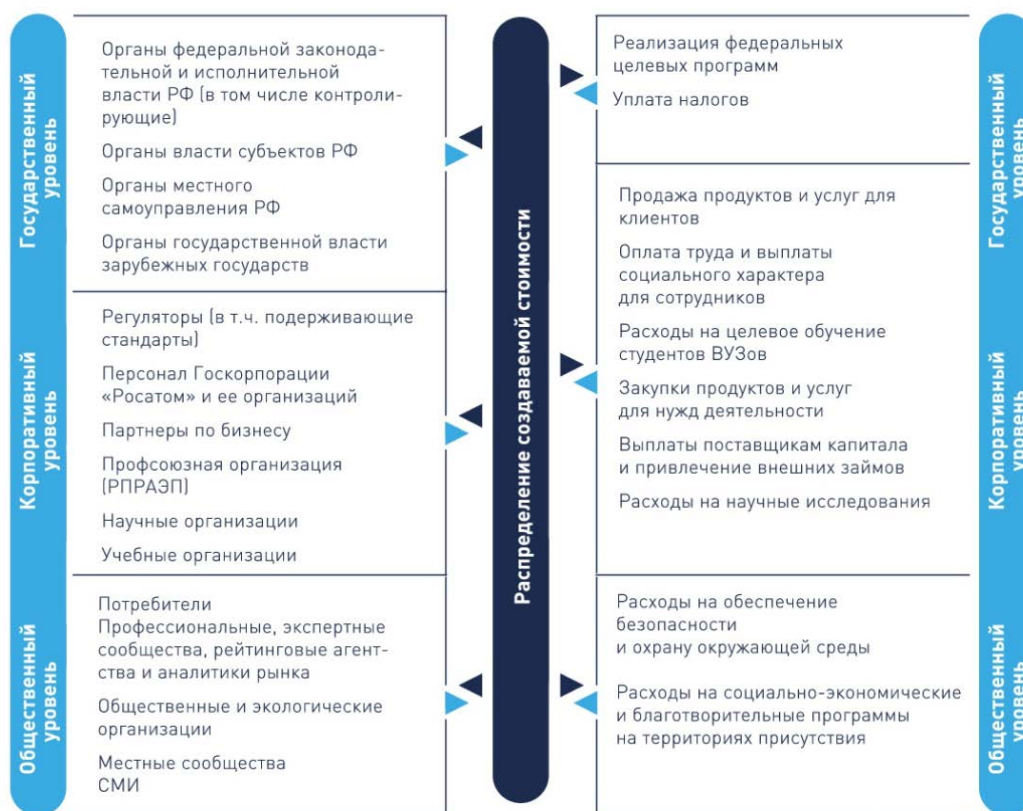 Государственный
уровень
Органы федеральной законода-
тельной и исполнительной
власти РФ (в том числе контроли-
рующие)
Органы власти субъектов РФ
Органы местного
самоуправления РФ
Органы государственной власти
зарубежных государств
Корпоративный
уровень
Регуляторы (в т.ч. подерживающие
стандарты)
Персонал Госкорпорации
«Росатом» и ее организаций
Партнеры по бизнесу
Профсоюзная организация
(РПРАЭП)
Научные организации
Учебные организации
Общественный
уровень
Потребители
Профессиональные, экспертные
сообщества, рейтинговые агент-
ства и аналитики рынка
Общественные и экологические
организации
Местные сообщества
СМИ
Распределение создаваемой стоимости
Реализация федеральных
целевых программ
Уплата налогов
Государственный
уровень
Продажа продуктов и услуг для
клиентов
Оплата труда и выплаты
социального характера
для сотрудников
Расходы на целевое обучение
студентов ВУЗов
Закупки продуктов и услуг
для нужд деятельности
Выплаты поставщикам капитала
и привлечение внешних займов
Расходы на научные исследования
Корпоративный
уровень
Расходы на обеспечение
безопасности
и охрану окружающей среды
Расходы на социально-экономические
и благотворительные программы
на территориях присутствия
Общественный
уровень